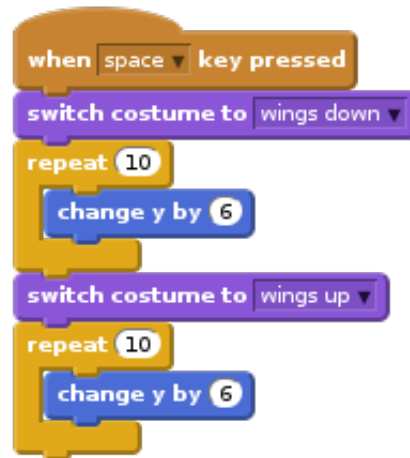 when space key pressed
switch costume to wings down
repeat 10
change y by 6
switch costume to wings up
repeat 10
change y by 6